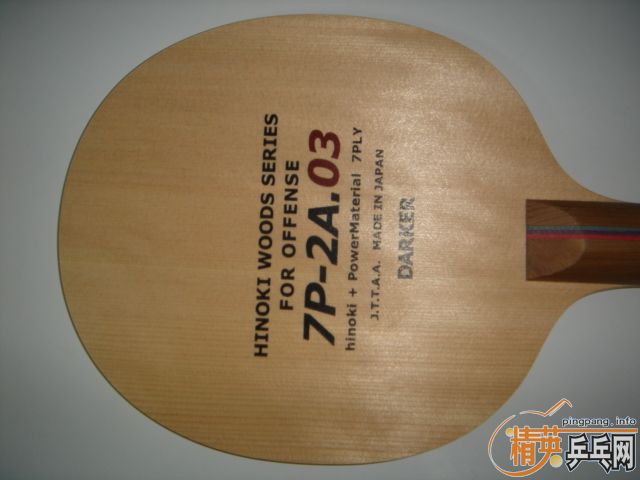 HINOKI WOODS SERIES
FOR OFFENSE
7P-2A.03
hinoki + PowerMaterial 7PLY
J.T.T.A.A. MADE IN JAPAN
DARKER
pingpang.info
精英乒乓网